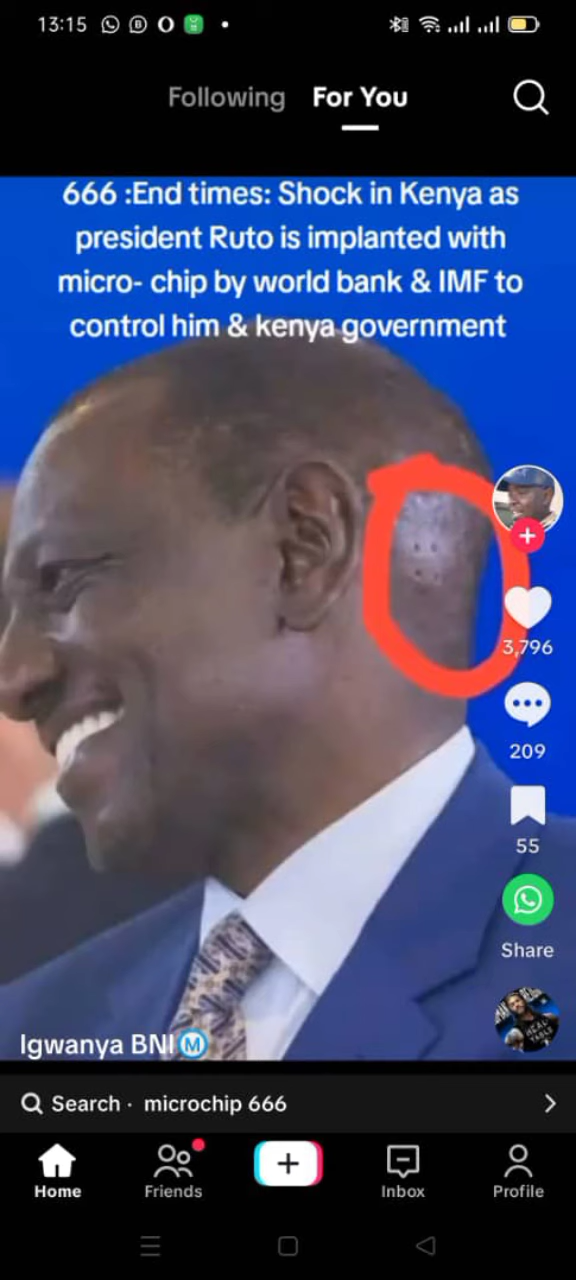 13:15
Following For You
666 :End times: Shock in Kenya as
president Ruto is implanted with
micro- chip by world bank & IMF to
control him & kenya government
3,796
209
55
Share
Igwanya BNI M
Search · microchip 666
Home Friends Inbox Profile